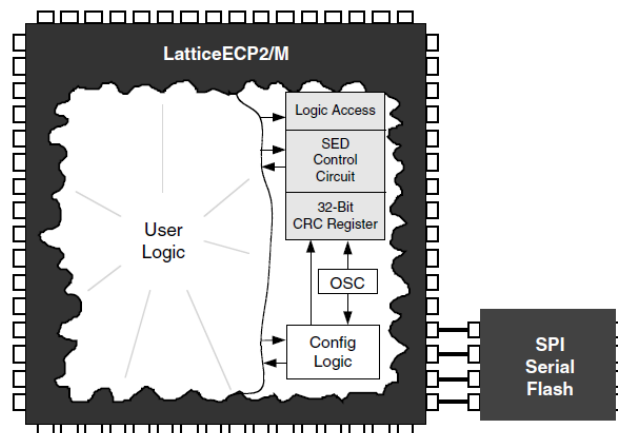 LatticeECP2/M
Logic Access
SED
Control
Circuit
32-Bit
CRC Register
User
Logic
OSC
Config
Logic
SPI
Serial
Flash